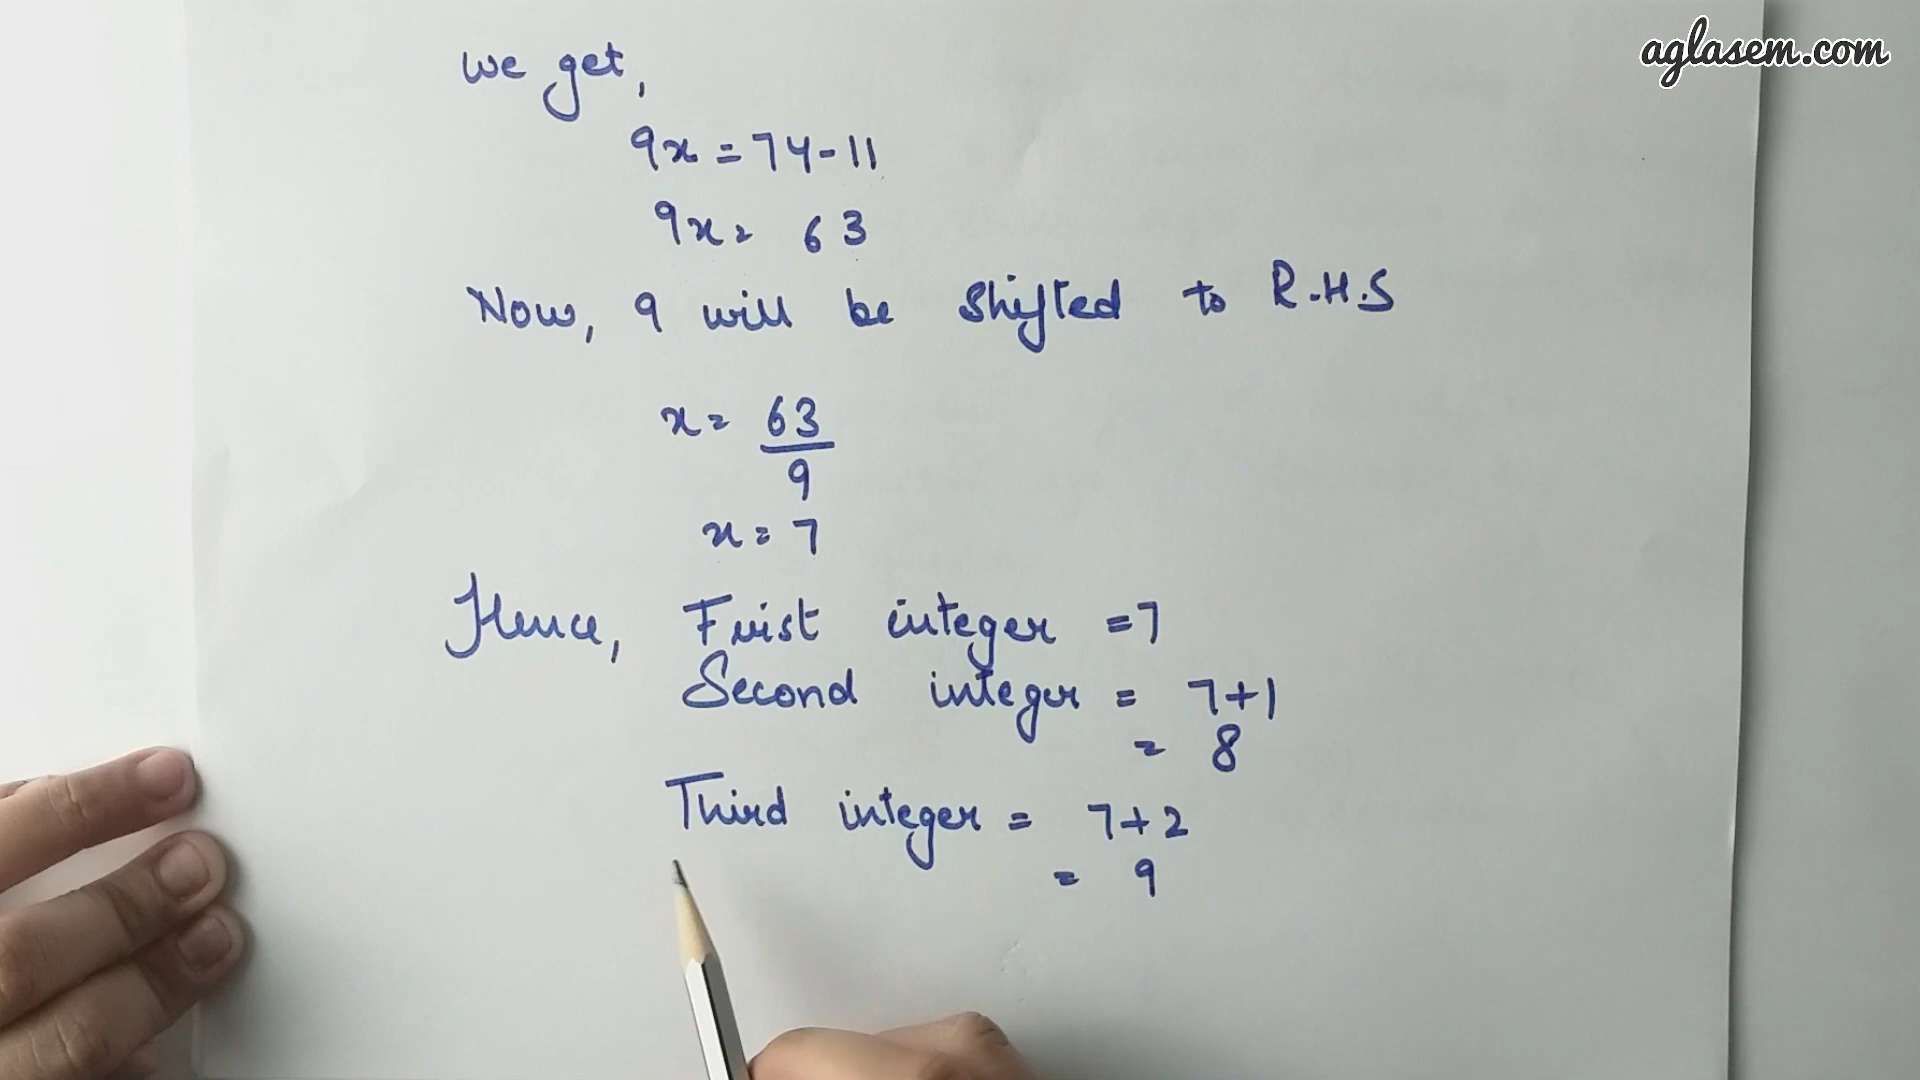 aglasem.com
we get,
9x = 74-11
9x = 63
Now, 9 will be shifted to R.H.S
x = 63
9
x = 7
Hence, First integer = 7
Second integer = 7+1
= 8
Third integer = 7+2
= 9